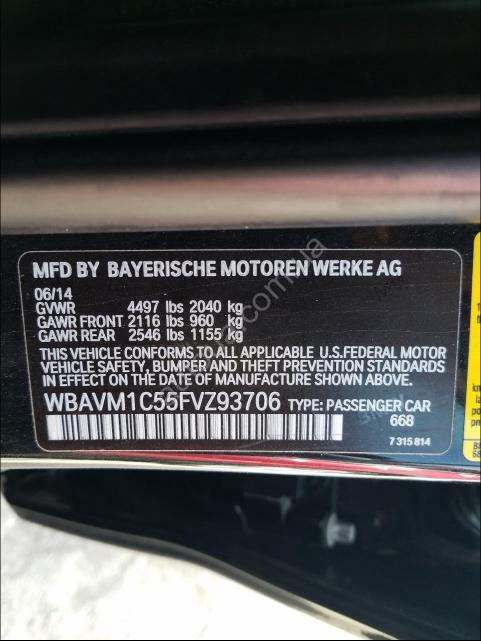 MFD BY BAYERISCHE MOTOREN WERKE AG
06/14
GVWR 4497 lbs 2040 kg
GAWR FRONT 2116 lbs 960 kg
GAWR REAR 2546 lbs 1155 kg
THIS VEHICLE CONFORMS TO ALL APPLICABLE U.S.FEDERAL MOTOR
VEHICLE SAFETY, BUMPER AND THEFT PREVENTION STANDARDS
IN EFFECT ON THE DATE OF MANUFACTURE SHOWN ABOVE.
WBAVM1C55FVZ93706 TYPE: PASSENGER CAR
668
7 315 814